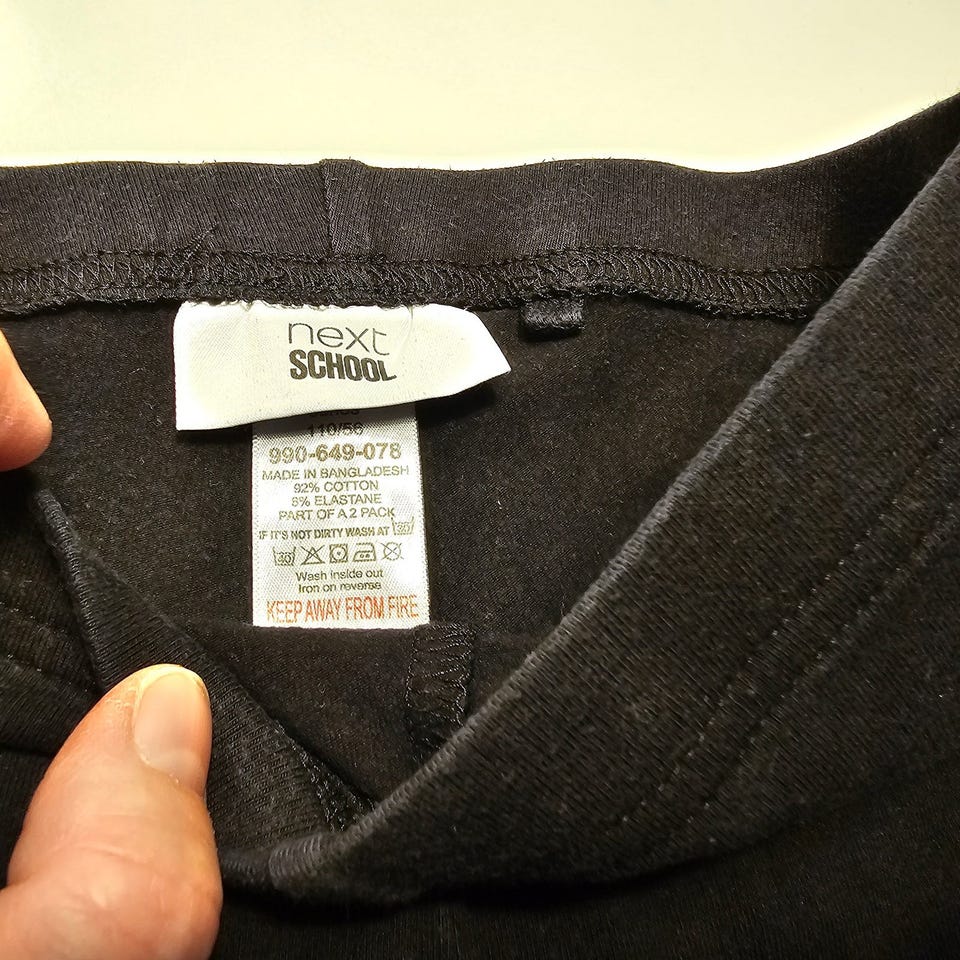 next
SCHOOL
110/56
990-649-078
MADE IN BANGLADESH
92% COTTON
8% ELASTANE
PART OF A 2 PACK
IF IT'S NOT DIRTY WASH AT 30
40
Wash inside out
Iron on reverse
KEEP AWAY FROM FIRE